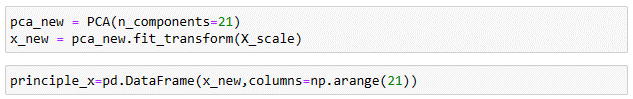 pca_new = PCA(n_components=21)
x_new = pca_new.fit_transform(X_scale)
principle_x=pd.DataFrame(x_new,columns=np.arange(21))